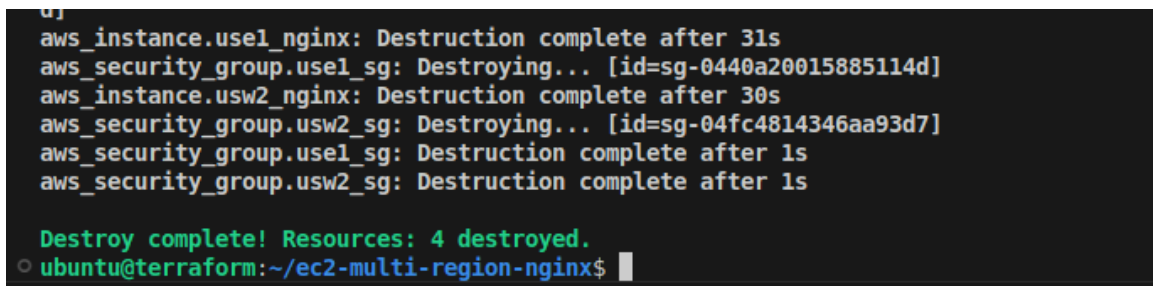 d]
aws_instance.use1_nginx: Destruction complete after 31s
aws_security_group.use1_sg: Destroying... [id=sg-0440a20015885114d]
aws_instance.usw2_nginx: Destruction complete after 30s
aws_security_group.usw2_sg: Destroying... [id=sg-04fc4814346aa93d7]
aws_security_group.use1_sg: Destruction complete after 1s
aws_security_group.usw2_sg: Destruction complete after 1s
Destroy complete! Resources: 4 destroyed.
ubuntu@terraform:~/ec2-multi-region-nginx$